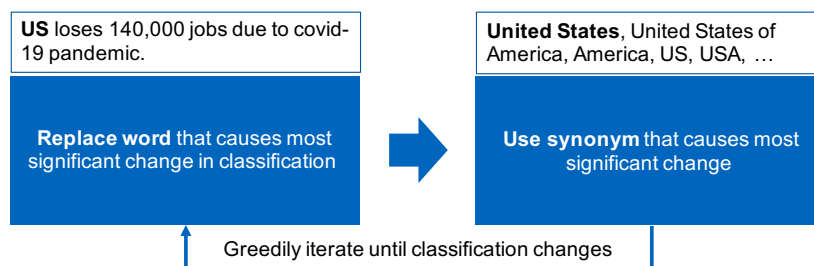 US loses 140,000 jobs due to covid-
19 pandemic.
United States, United States of
America, America, US, USA, …
Replace word that causes most
significant change in classification
Use synonym that causes most
significant change
Greedily iterate until classification changes